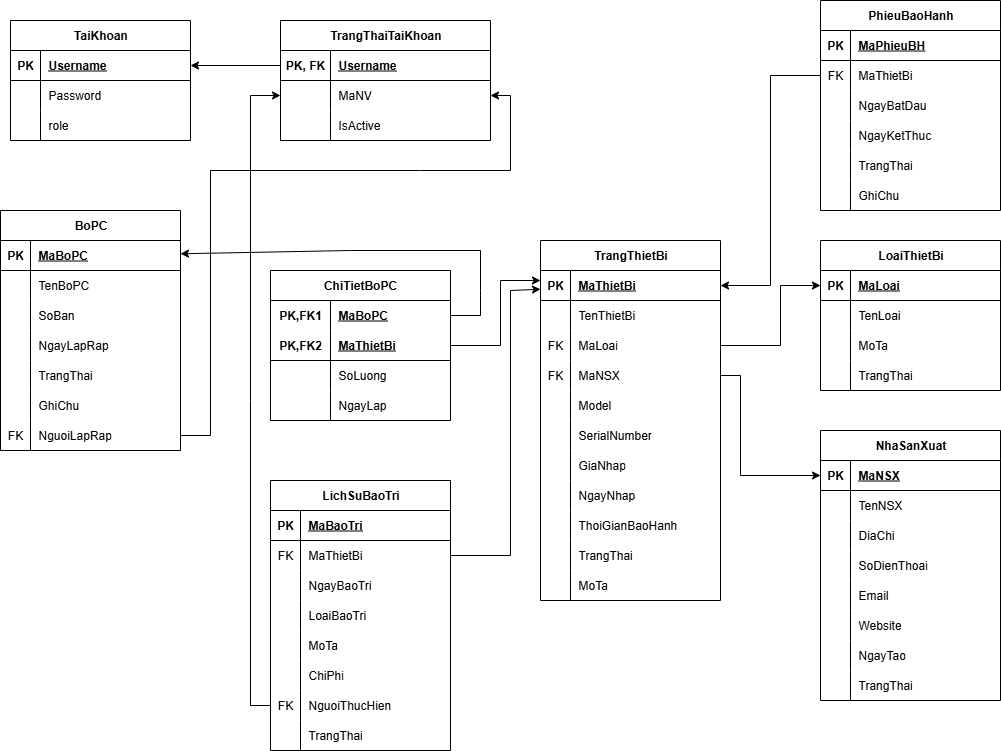 TaiKhoan
PK Username
Password
role
TrangThaiTaiKhoan
PK, FK Username
MaNV
IsActive
PhieuBaoHanh
PK MaPhieuBH
FK MaThietBi
NgayBatDau
NgayKetThuc
TrangThai
GhiChu
BoPC
PK MaBoPC
TenBoPC
SoBan
NgayLapRap
TrangThai
GhiChu
FK NguoiLapRap
ChiTietBoPC
PK,FK1 MaBoPC
PK,FK2 MaThietBi
SoLuong
NgayLap
TrangThietBi
PK MaThietBi
TenThietBi
FK MaLoai
FK MaNSX
Model
SerialNumber
GiaNhap
NgayNhap
ThoiGianBaoHanh
TrangThai
MoTa
LoaiThietBi
PK MaLoai
TenLoai
MoTa
TrangThai
LichSuBaoTri
PK MaBaoTri
FK MaThietBi
NgayBaoTri
LoaiBaoTri
MoTa
ChiPhi
FK NguoiThucHien
TrangThai
NhaSanXuat
PK MaNSX
TenNSX
DiaChi
SoDienThoai
Email
Website
NgayTao
TrangThai